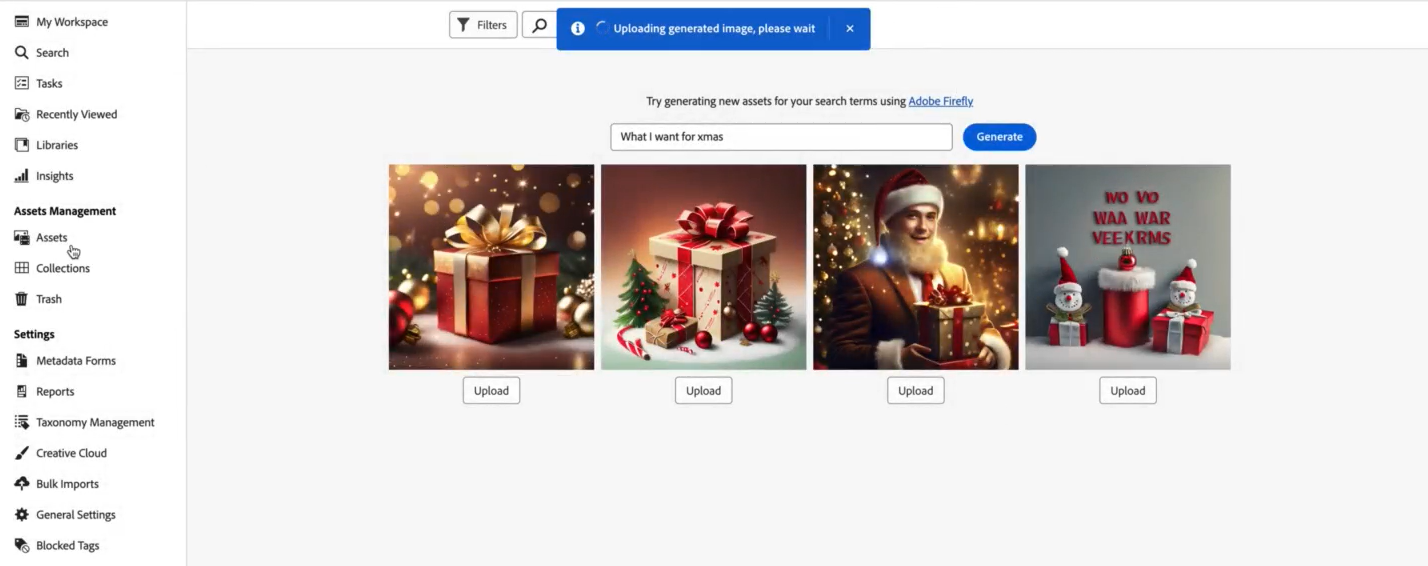 My Workspace
Search
Tasks
Recently Viewed
Libraries
Insights
Assets Management
Assets
Collections
Trash
Settings
Metadata Forms
Reports
Taxonomy Management
Creative Cloud
Bulk Imports
General Settings
Blocked Tags
Filters
Uploading generated image, please wait
Try generating new assets for your search terms using Adobe Firefly
What I want for xmas
Generate
WO VO
WAA WAR
VEEKRMS
Upload
Upload
Upload
Upload